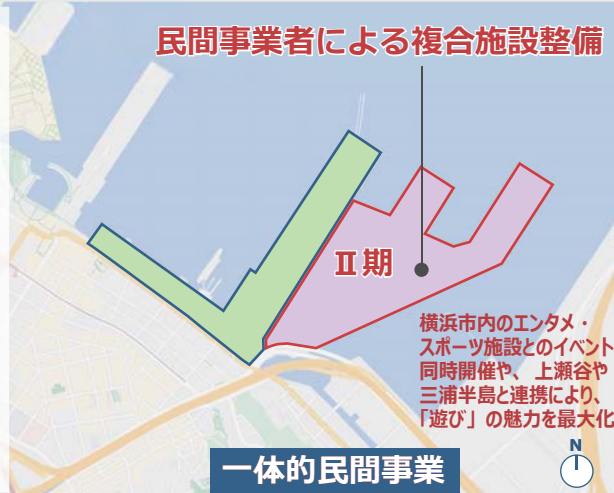 民間事業者による複合施設整備
Ⅱ期
横浜市内のエンタメ・
スポーツ施設とのイベント
同時開催や、上瀬谷や
三浦半島と連携により、
「遊び」の魅力を最大化
N
一体的民間事業